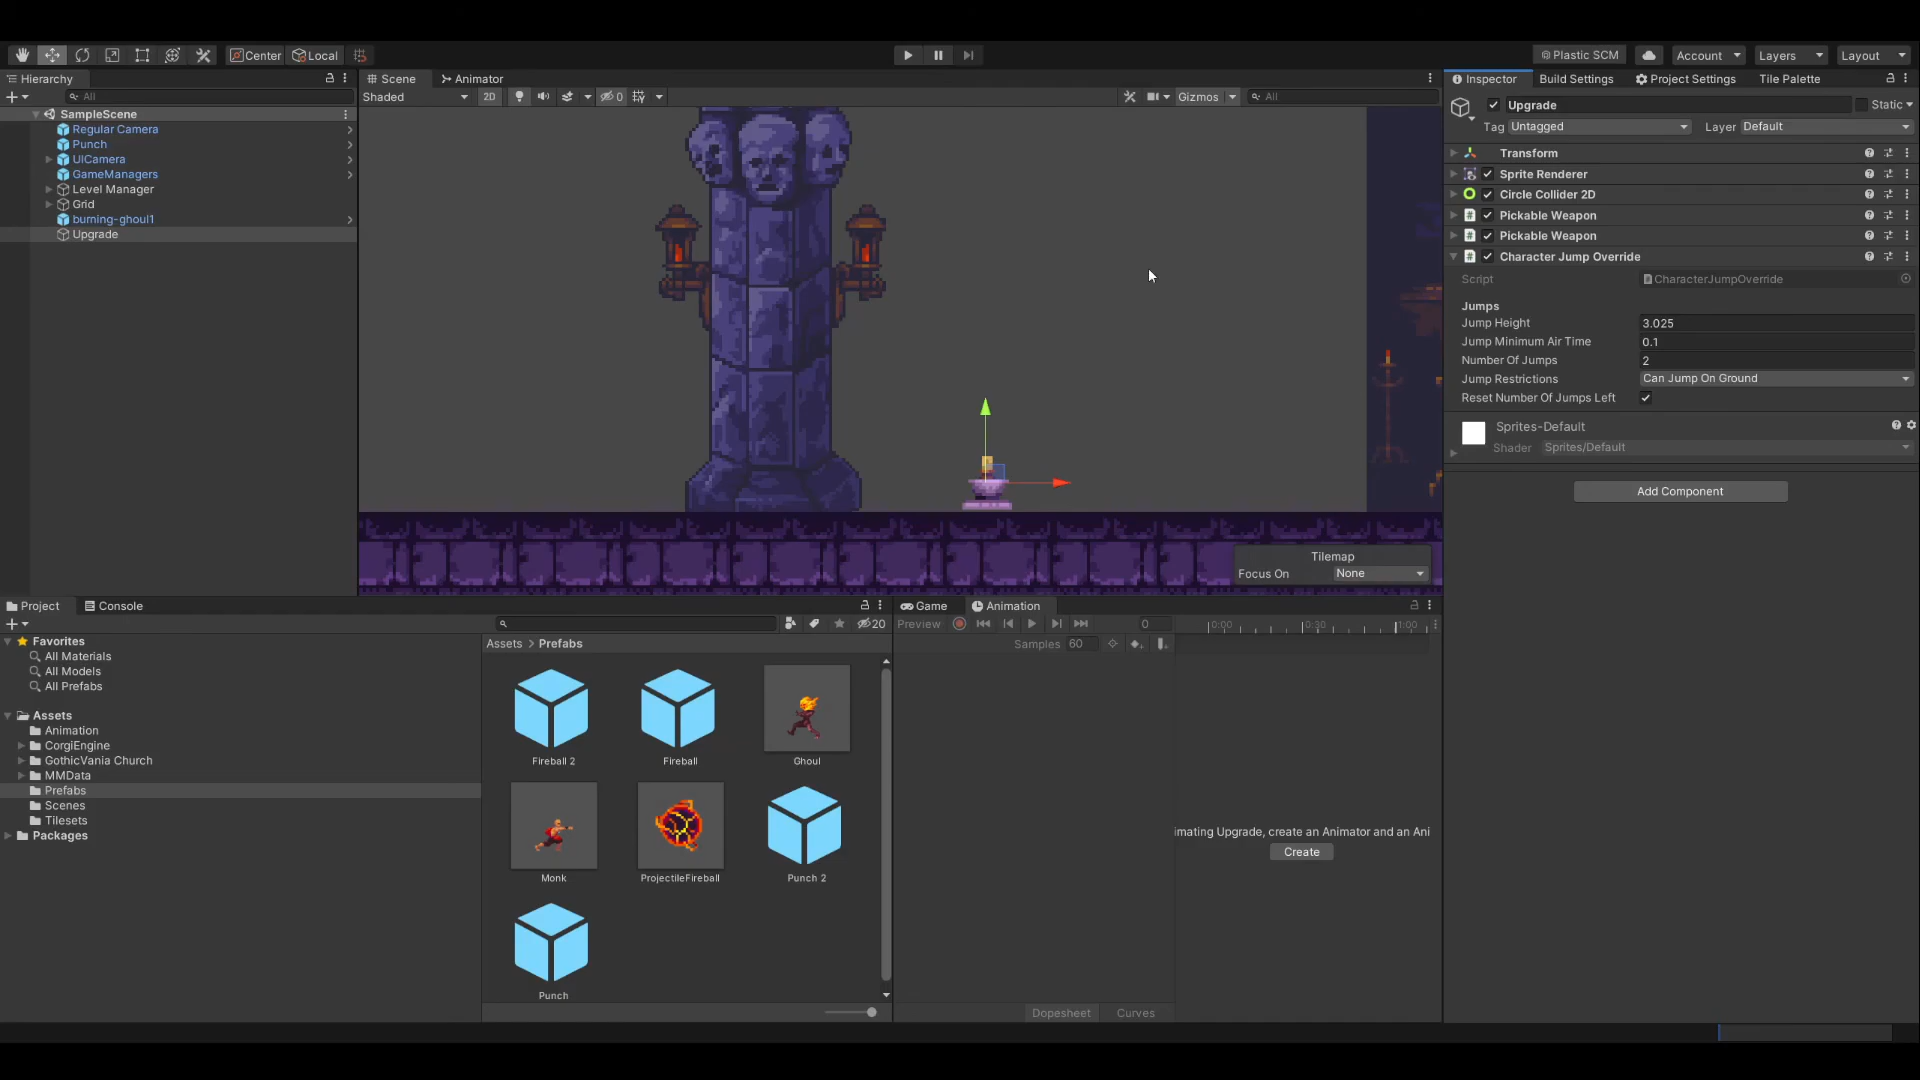 Center
Local
Plastic SCM
Account
Layers
Layout
Hierarchy
All
SampleScene
Regular Camera
Punch
UICamera
GameManagers
Level Manager
Grid
burning-ghoul1
Upgrade
Scene
Animator
Shaded
2D
0
Gizmos
All
Tilemap
Focus On
None
Inspector
Build Settings
Project Settings
Tile Palette
Upgrade
Static
Tag
Untagged
Layer
Default
Transform
Sprite Renderer
Circle Collider 2D
Pickable Weapon
Pickable Weapon
Character Jump Override
Script
CharacterJumpOverride
Jumps
Jump Height
3.025
Jump Minimum Air Time
0.1
Number Of Jumps
2
Jump Restrictions
Can Jump On Ground
Reset Number Of Jumps Left
Sprites-Default
Shader
Sprites/Default
Add Component
Project
Console
20
Favorites
All Materials
All Models
All Prefabs
Assets
Animation
CorgiEngine
GothicVania Church
MMData
Prefabs
Scenes
Tilesets
Packages
Assets > Prefabs
Fireball 2
Fireball
Ghoul
Monk
ProjectileFireball
Punch 2
Punch
Game
Animation
Preview
0
0:00
0:30
1:00
Samples
60
imating Upgrade, create an Animator and an Ani
Create
Dopesheet
Curves